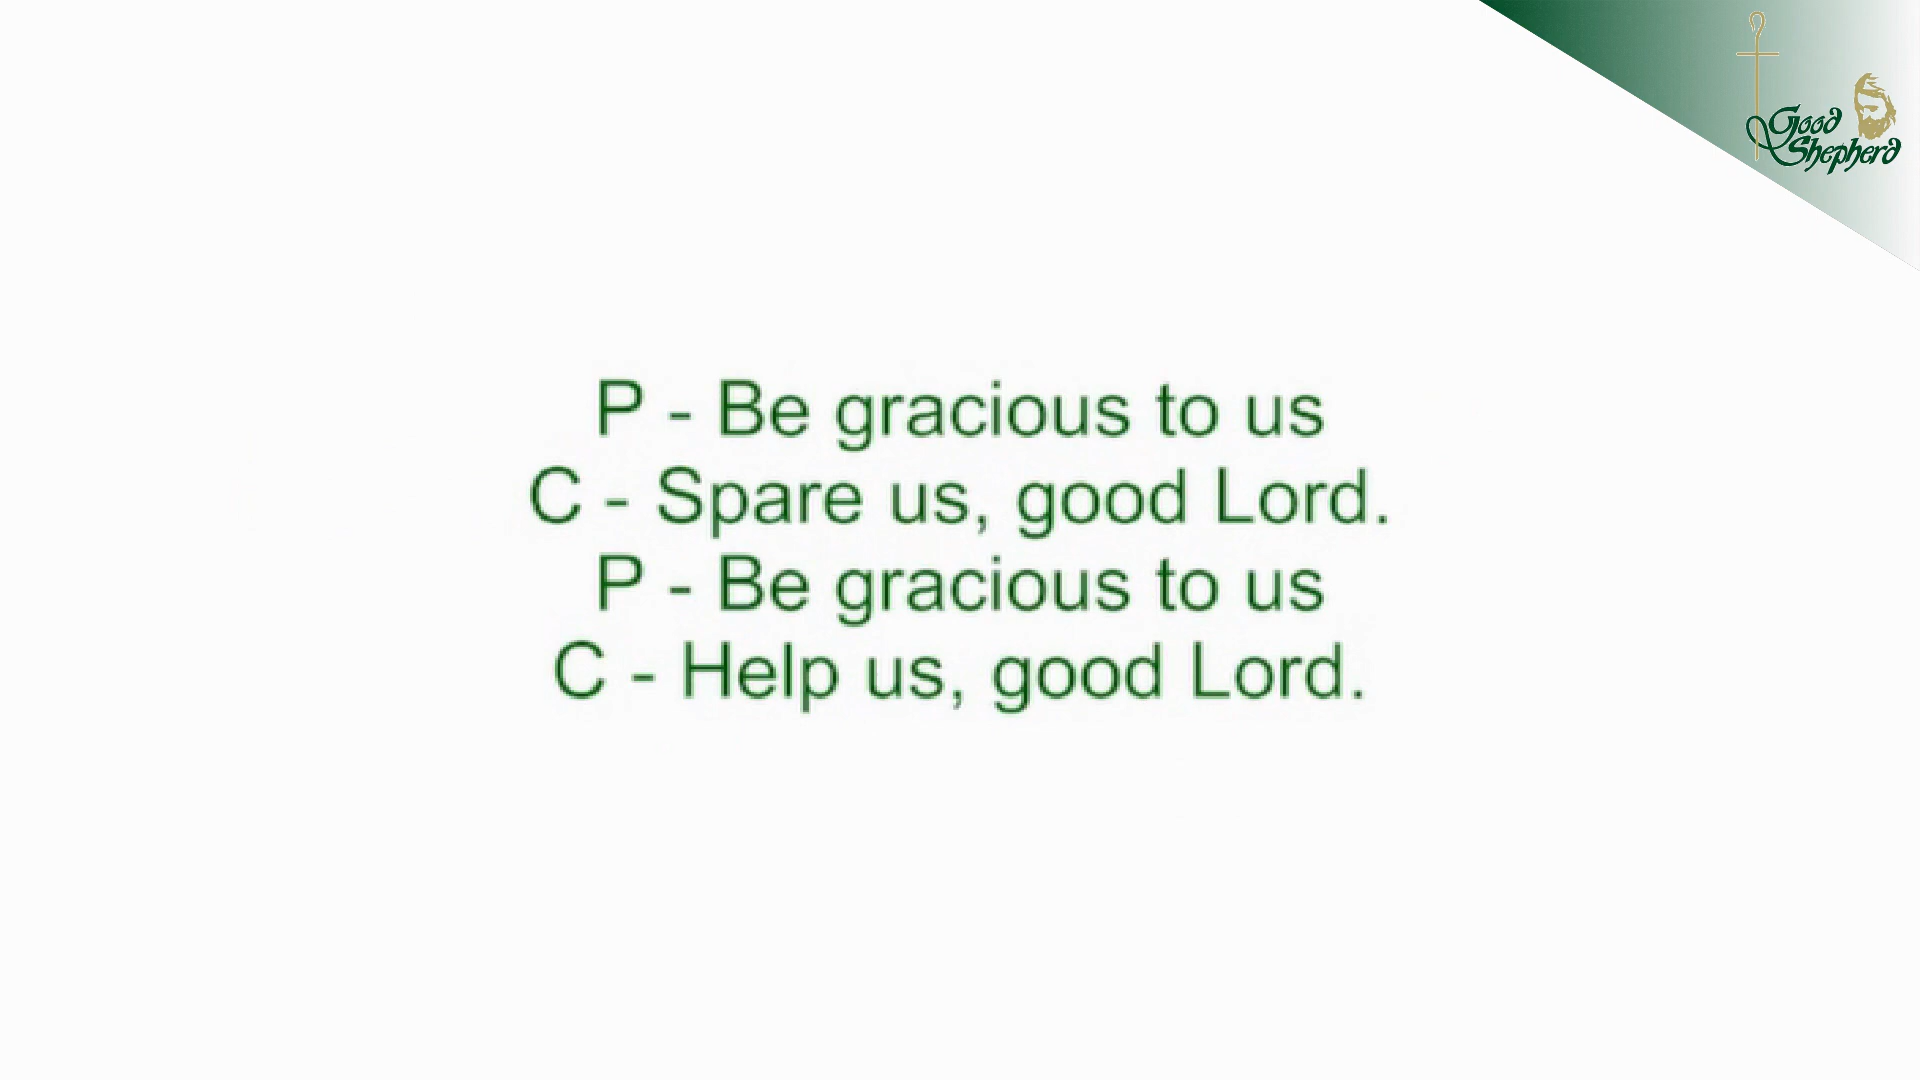 Good
Shepherd
P - Be gracious to us
C - Spare us, good Lord.
P - Be gracious to us
C - Help us, good Lord.